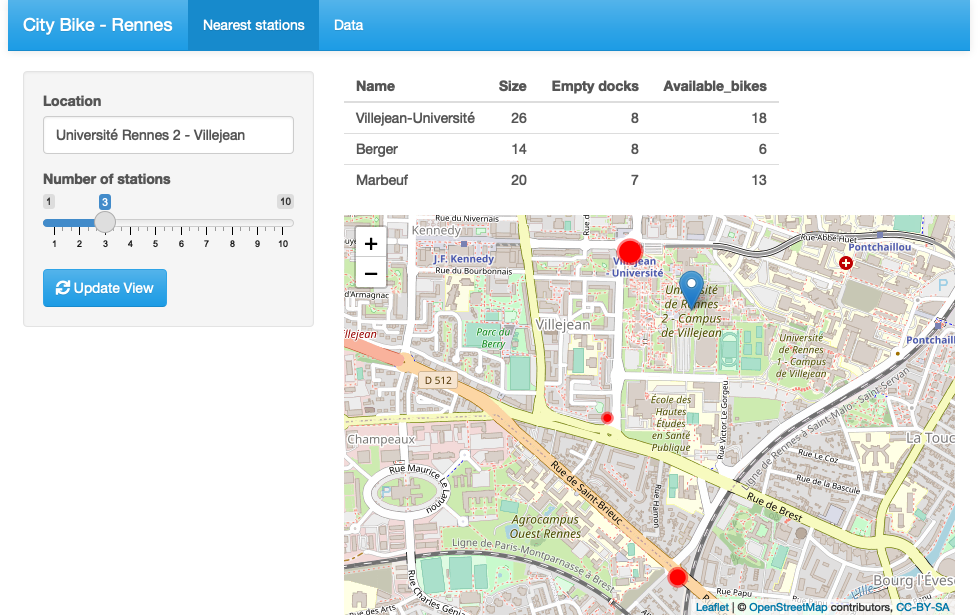 City Bike - Rennes Nearest stations Data
Location
Université Rennes 2 - Villejean
Number of stations
1 3 10
1 2 3 4 5 6 7 8 9 10
Update View
Name Size Empty docks Available_bikes
Villejean-Université 26 8 18
Berger 14 8 6
Marbeuf 20 7 13
Rue du Nivernais
Kennedy
J.F. Kennedy
Rue du Bourbonnais
d'Armagnac
+
−
Villejean
- Université
Rue Abbé Huet
Pontchaillou
P
Université
de Rennes
2 - Campus
de Villejean
Villejean
Parc du
Berry
Université
de Rennes
1 - Campus
de Villejean
Pontchaill
illejean
D 512
École des
Hautes
Études
en Santé
Publique
Rue Victor Le Gorgeu
Ligne de Rennes à Saint-Malo - Saint-Servan
Champeaux
La Touc
Rue Maurice Le Lannou
Rue de Saint-Brieuc
Rue Le Coz
Rue de la Bascule
Rue Hamon
Rue de Brest
Agrocampus
Ouest Rennes
Ligne de Paris-Montparnasse à Brest
Bourg l'Éves
Rue Papu
Rue Charles Géni
e des Arts
Leaflet | © OpenStreetMap contributors, CC-BY-SA